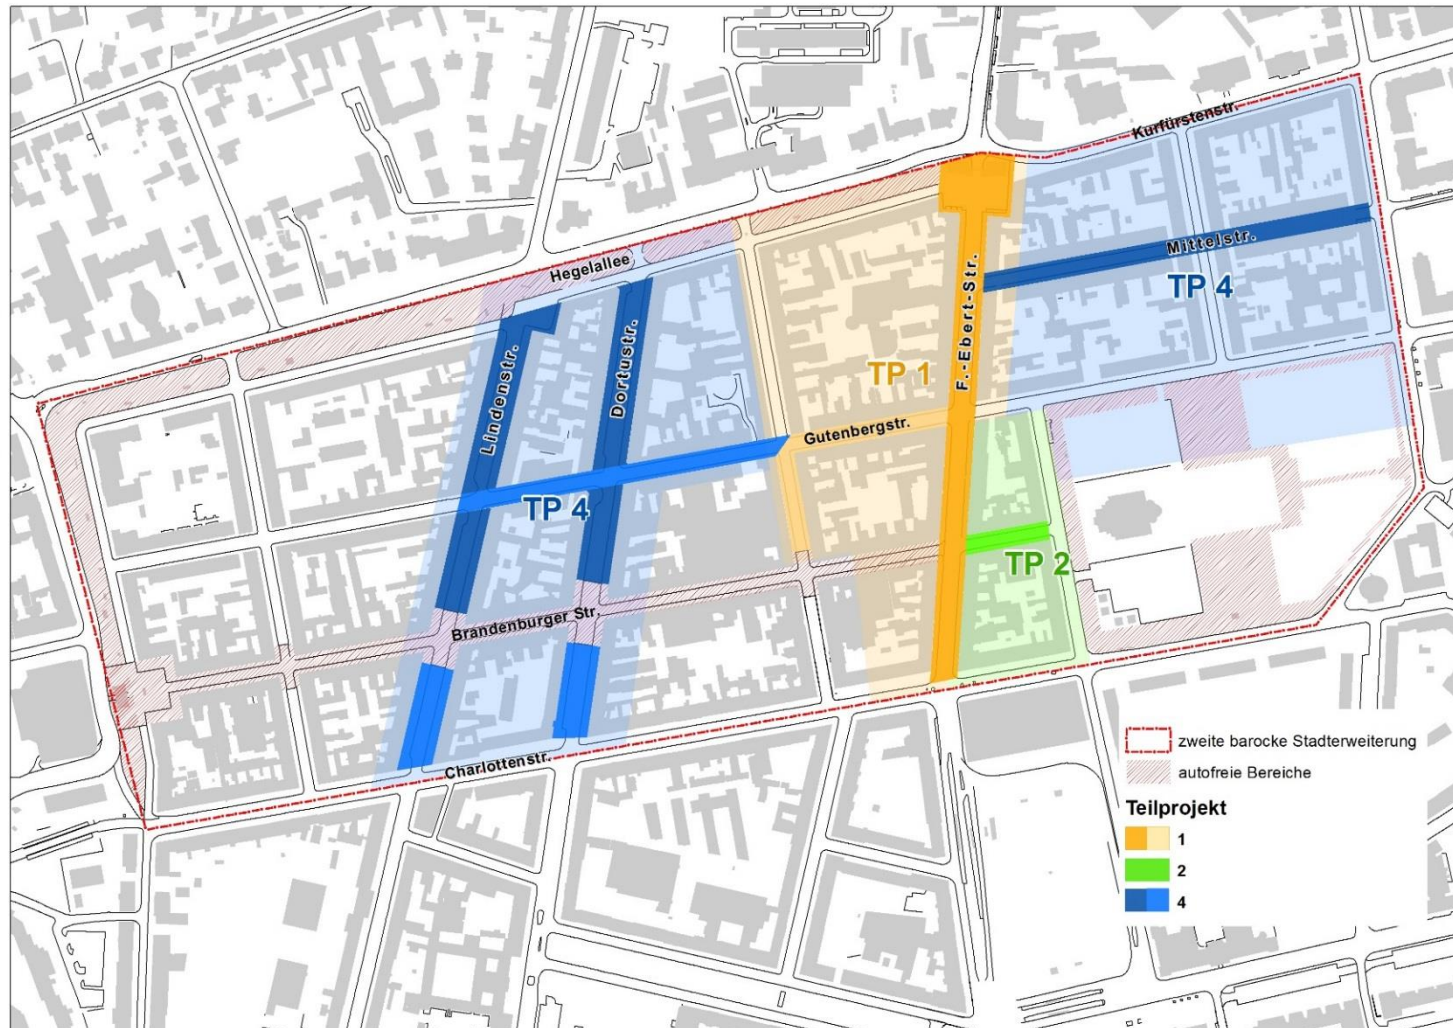 Kurfürstenstr.
Hegelallee
Mittelstr.
TP 4
F.-Ebert-Str.
Lindenstr.
Dortustr.
TP 1
Gutenbergstr.
TP 4
TP 2
Brandenburger Str.
Charlottenstr.
zweite barocke Stadterweiterung
autofreie Bereiche
Teilprojekt
1
2
4